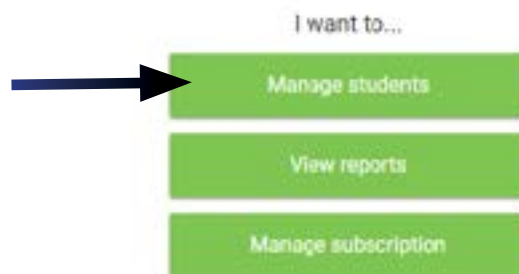 I want to...
Manage students
View reports
Manage subscription